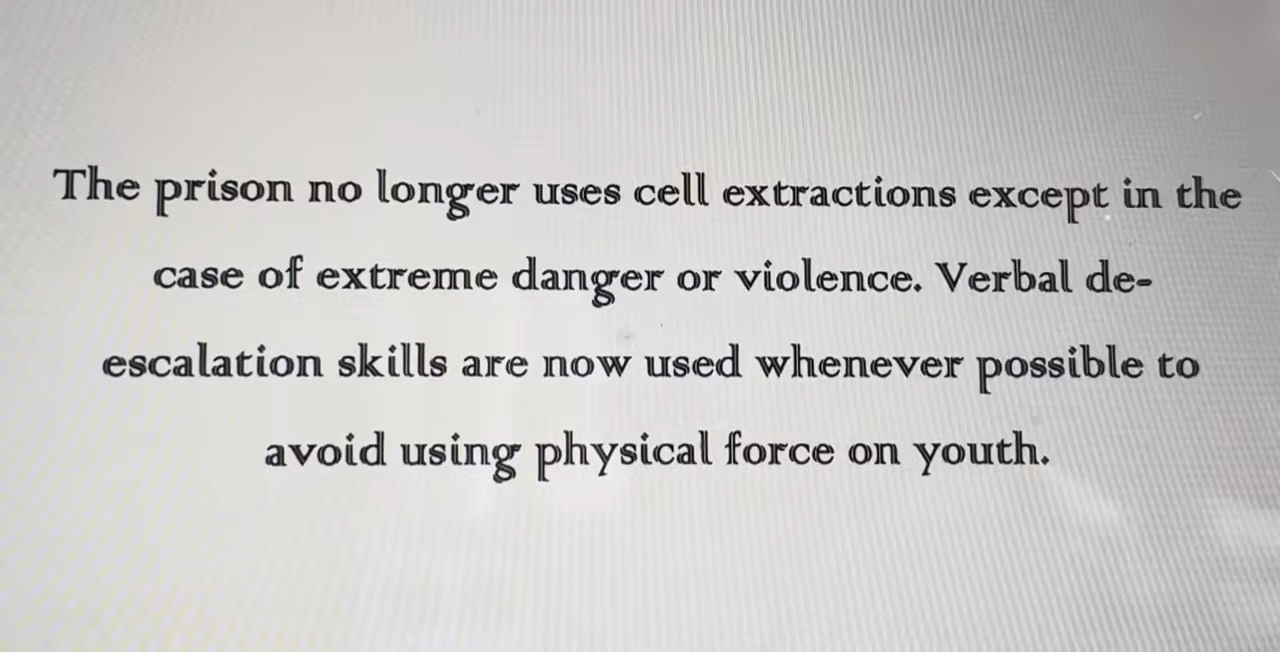 The prison no longer uses cell extractions except in the
case of extreme danger or violence. Verbal de-
escalation skills are now used whenever possible to
avoid using physical force on youth.